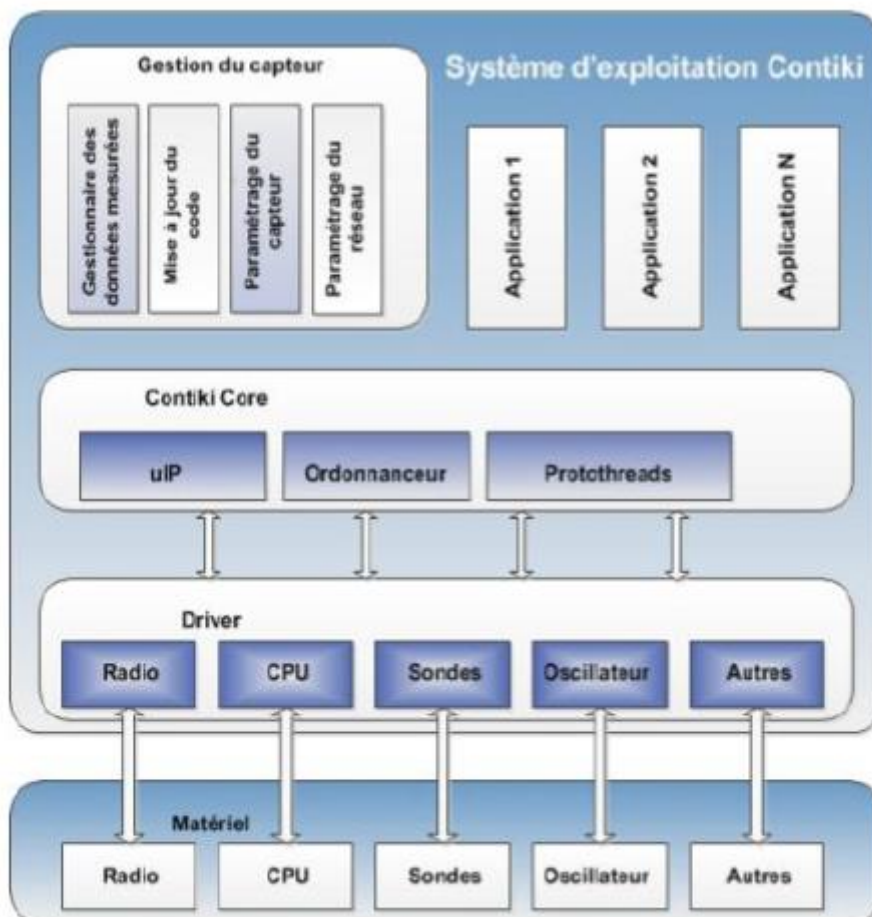 Système d'exploitation Contiki
Gestion du capteur
Gestionnaire des
données mesurées
Mise à jour du
code
Paramétrage du
capteur
Paramétrage du
réseau
Application 1
Application 2
Application N
Contiki Core
uIP
Ordonnanceur
Protothreads
Driver
Radio
CPU
Sondes
Oscillateur
Autres
Matériel
Radio
CPU
Sondes
Oscillateur
Autres